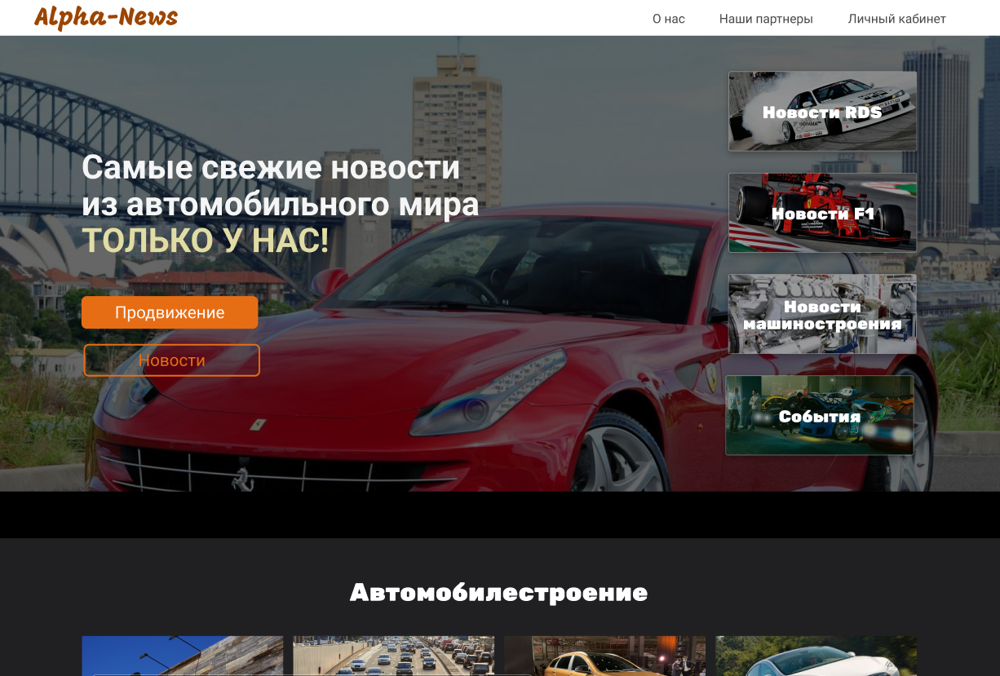 Alpha-News
О нас
Наши партнеры
Личный кабинет
Самые свежие новости
из автомобильного мира
ТОЛЬКО У НАС!
Продвижение
Новости
Новости RDS
Новости F1
Новости
машиностроения
События
Автомобилестроение